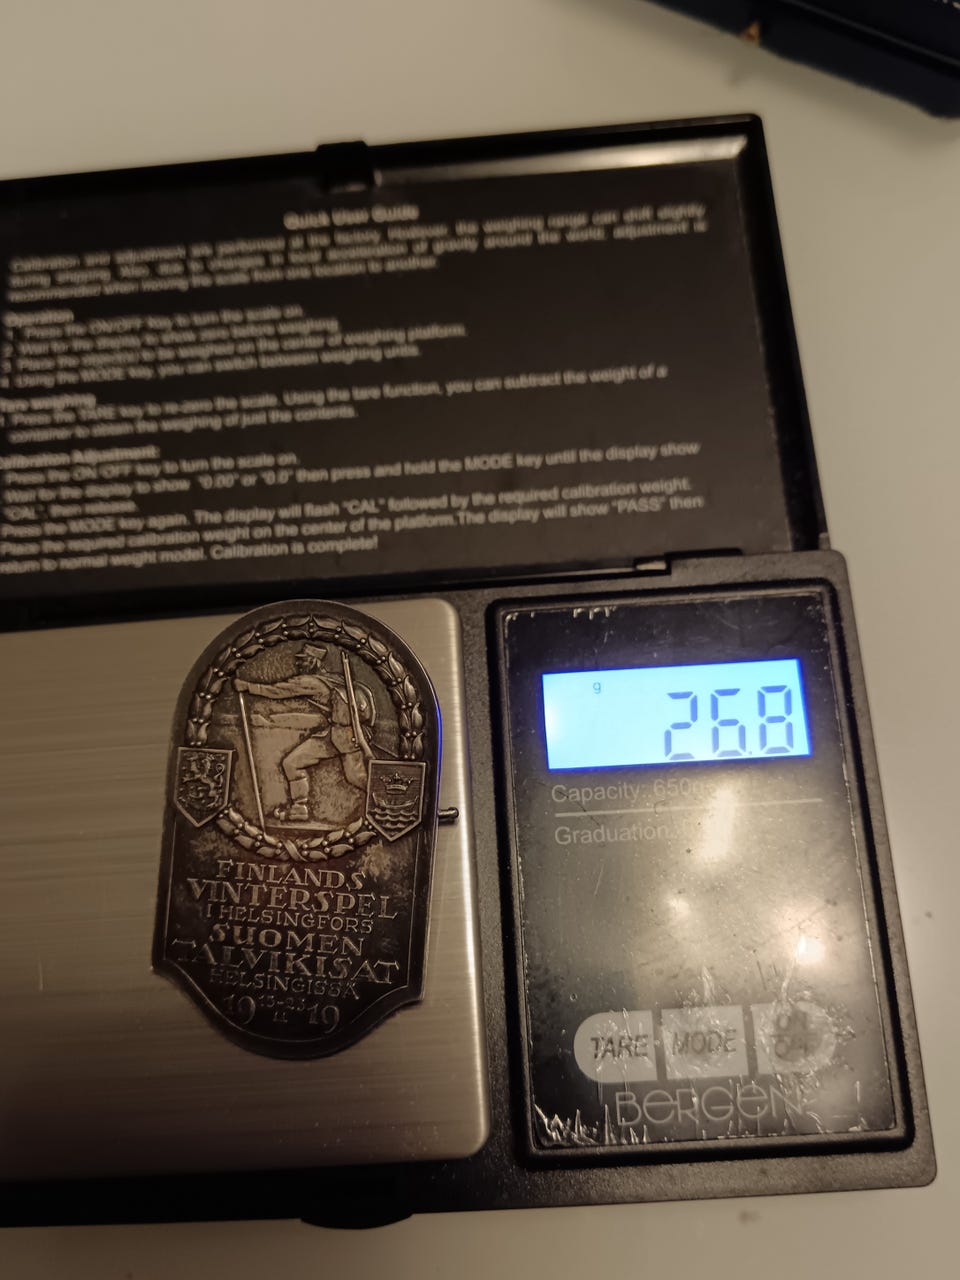 Quick User Guide
Calibration and adjustment are performed at the factory, however, the weighing range can shift slightly
during shipping. Also, due to changes in local acceleration of gravity around the world, adjustment is
recommended when moving the scale from one location to another.
Operation
Press the ON/OFF key to turn the scale on.
Wait for the display to show zero before weighing.
Place the object(s) to be weighed on the center of weighing platform.
Using the MODE key, you can switch between weighing units.
weighing
Press the TARE key to re-zero the scale. Using the tare function, you can subtract the weight of a
container to obtain the weighing of just the contents.
Calibration Adjustment:
Press the ON OFF key to turn the scale on.
Wait for the display to show "0.00" or "0.0" then press and hold the MODE key until the display show
"CAL", then release.
Press the MODE key again. The display will flash "CAL" followed by the required calibration weight.
Place the required calibration weight on the center of the platform.The display will show "PASS" then
return to normal weight model. Calibration is complete!
g
26.8
Capacity: 650g
Graduation:
TARE MODE ON OFF
BERGEN
FINLANDS
VINTERSPEL
I HELSINGFORS
SUOMEN
TALVIKISAT
HELSINGISSÄ
19 15-23 19
II